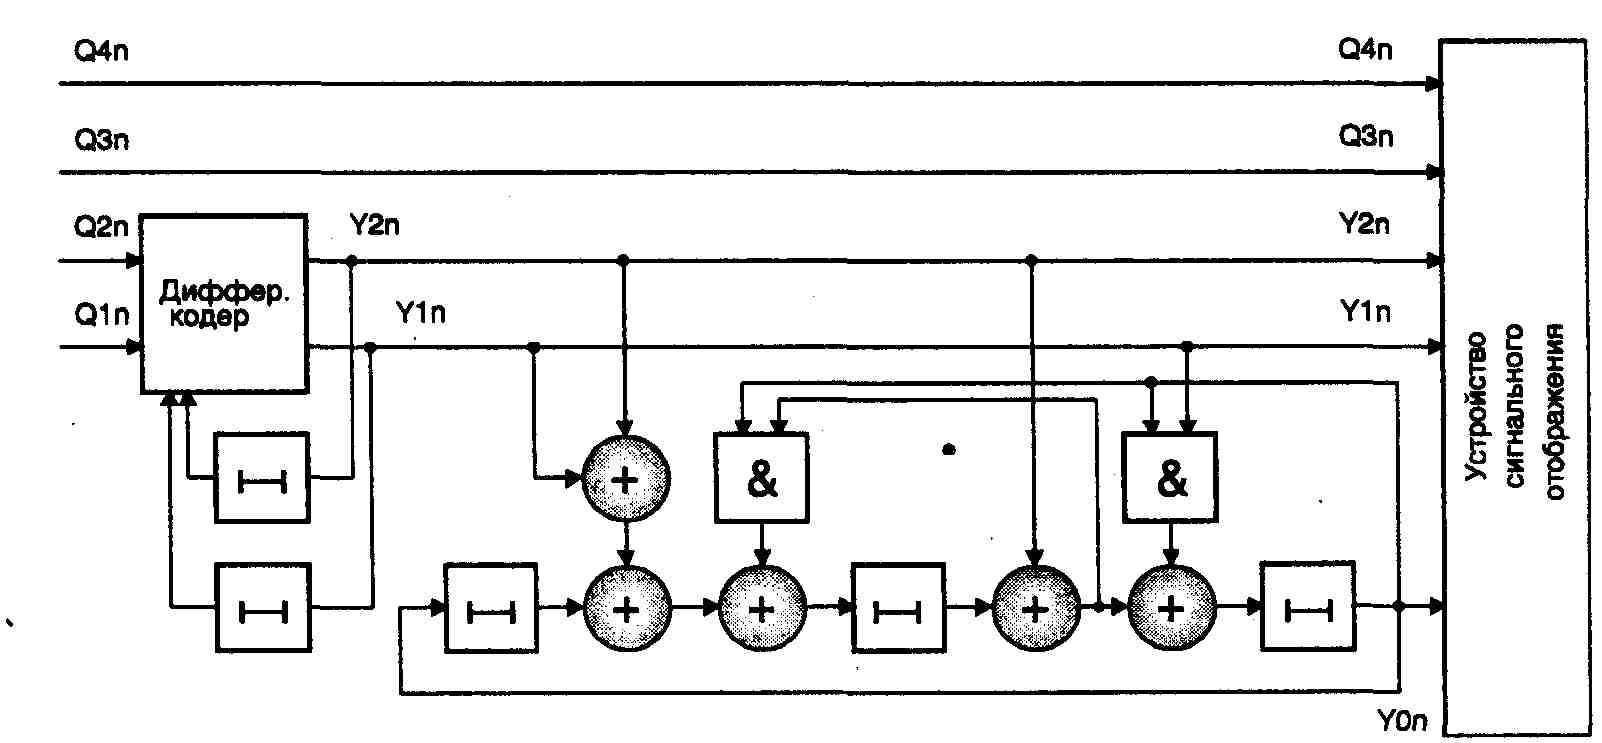 Q4n
Q4n
Q3n
Q3n
Q2n
Y2n
Y2n
Диффер.
кодер
Q1n
Y1n
Y1n
Устройство
сигнального
отображения
+
&
&
+
+
+
+
Y0n